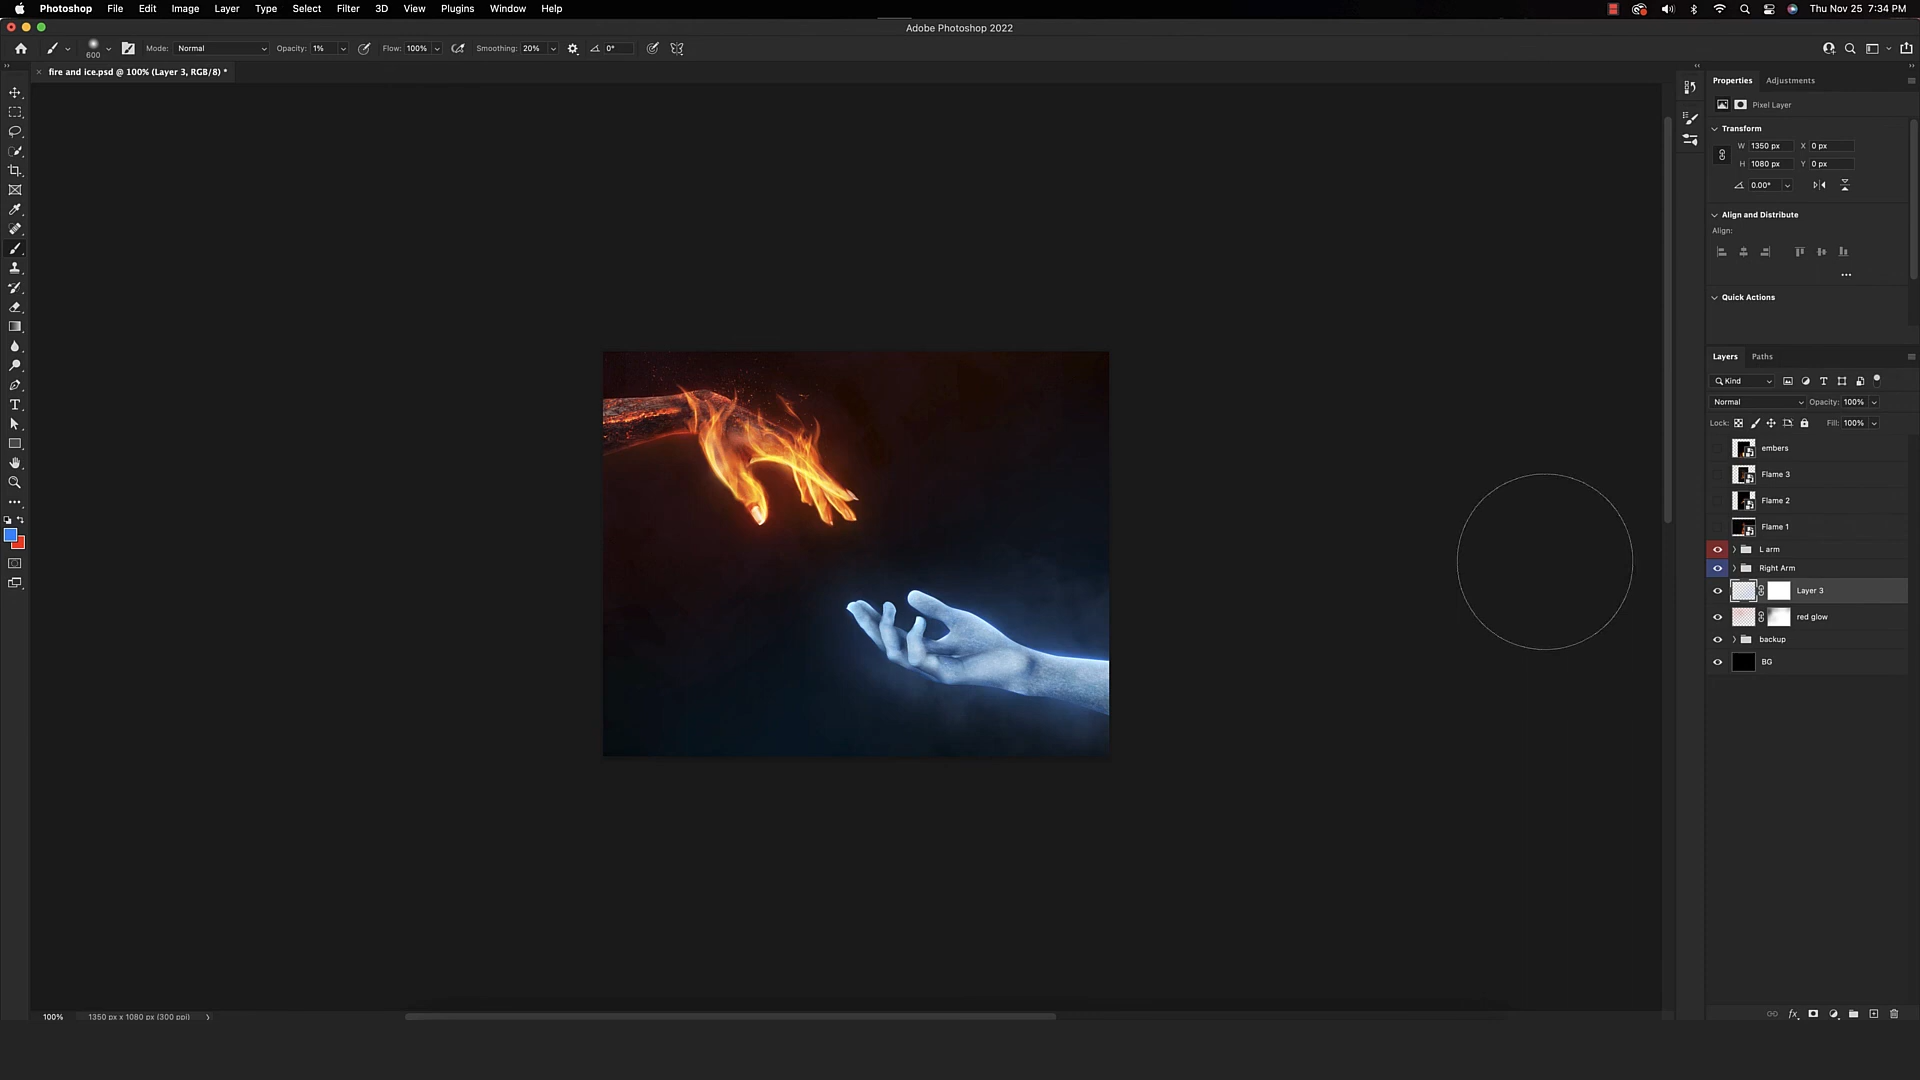 Photoshop File Edit Image Layer Type Select Filter 3D View Plugins Window Help Thu Nov 25 7:34 PM
Adobe Photoshop 2022
600 Mode: Normal Opacity: 1% Flow: 100% Smoothing: 20% 0°
fire and ice.psd @ 100% (Layer 3, RGB/8) *
Properties Adjustments
Pixel Layer
Transform
W 1350 px X 0 px
H 1080 px Y 0 px
0.00°
Align and Distribute
Align:
Quick Actions
Layers Paths
Kind
Normal Opacity: 100%
Lock: Fill: 100%
embers
Flame 3
Flame 2
Flame 1
L arm
Right Arm
Layer 3
red glow
backup
BG
100% 1350 px x 1080 px (300 ppi)